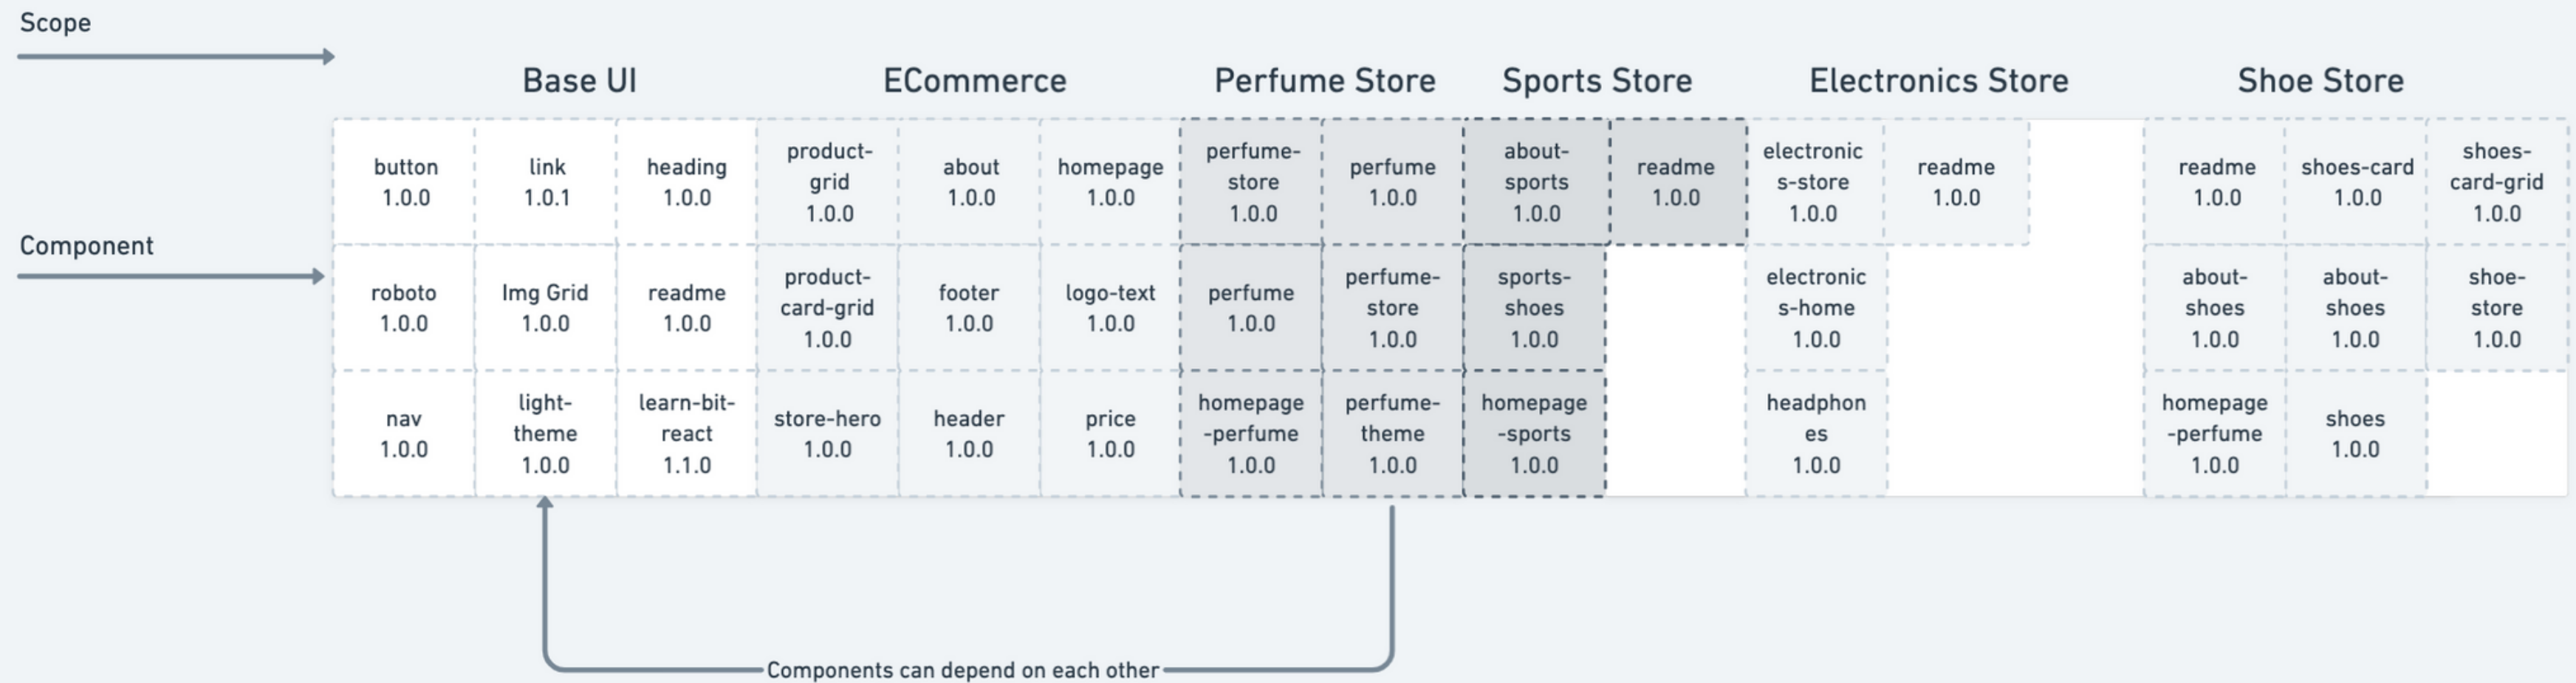 Scope
Base UI
ECommerce
Perfume Store
Sports Store
Electronics Store
Shoe Store
Component
button
1.0.0
link
1.0.1
heading
1.0.0
product-
grid
1.0.0
about
1.0.0
homepage
1.0.0
perfume-
store
1.0.0
perfume
1.0.0
about-
sports
1.0.0
readme
1.0.0
electronic
s-store
1.0.0
readme
1.0.0
readme
1.0.0
shoes-card
1.0.0
shoes-
card-grid
1.0.0
roboto
1.0.0
Img Grid
1.0.0
readme
1.0.0
product-
card-grid
1.0.0
footer
1.0.0
logo-text
1.0.0
perfume
1.0.0
perfume-
store
1.0.0
sports-
shoes
1.0.0
electronic
s-home
1.0.0
about-
shoes
1.0.0
about-
shoes
1.0.0
shoe-
store
1.0.0
nav
1.0.0
light-
theme
1.0.0
learn-bit-
react
1.1.0
store-hero
1.0.0
header
1.0.0
price
1.0.0
homepage
-perfume
1.0.0
perfume-
theme
1.0.0
homepage
-sports
1.0.0
headphon
es
1.0.0
homepage
-perfume
1.0.0
shoes
1.0.0
Components can depend on each other